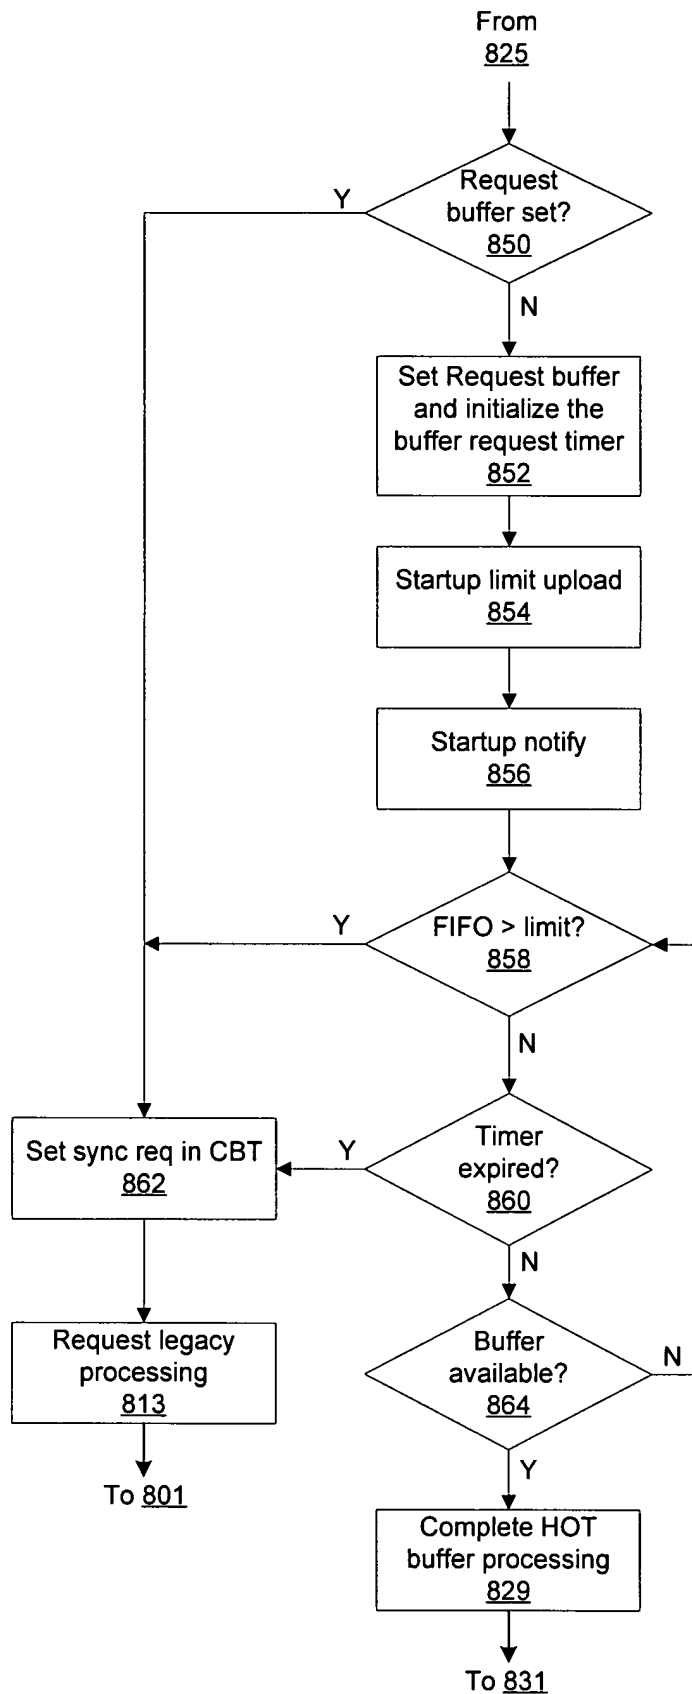 From
825
Request
buffer set?
850
Y
N
Set Request buffer
and initialize the
buffer request timer
852
Startup limit upload
854
Startup notify
856
FIFO > limit?
858
Y
N
Timer
expired?
860
Y
N
Set sync req in CBT
862
Request legacy
processing
813
To 801
Buffer
available?
864
N
Y
Complete HOT
buffer processing
829
To 831